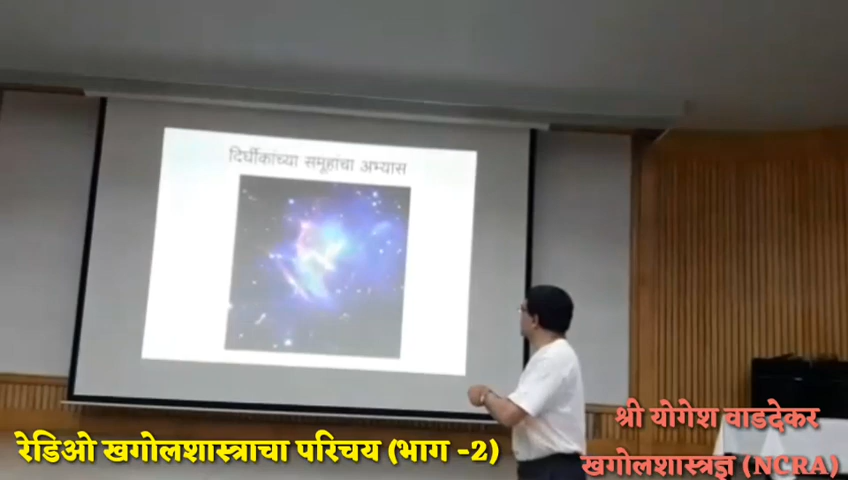 दिर्घीकांच्या समूहांचा अभ्यास
श्री योगेश वाडदेकर
रेडिओ खगोलशास्त्राचा परिचय (भाग -2)
खगोलशास्त्रज्ञ (NCRA)